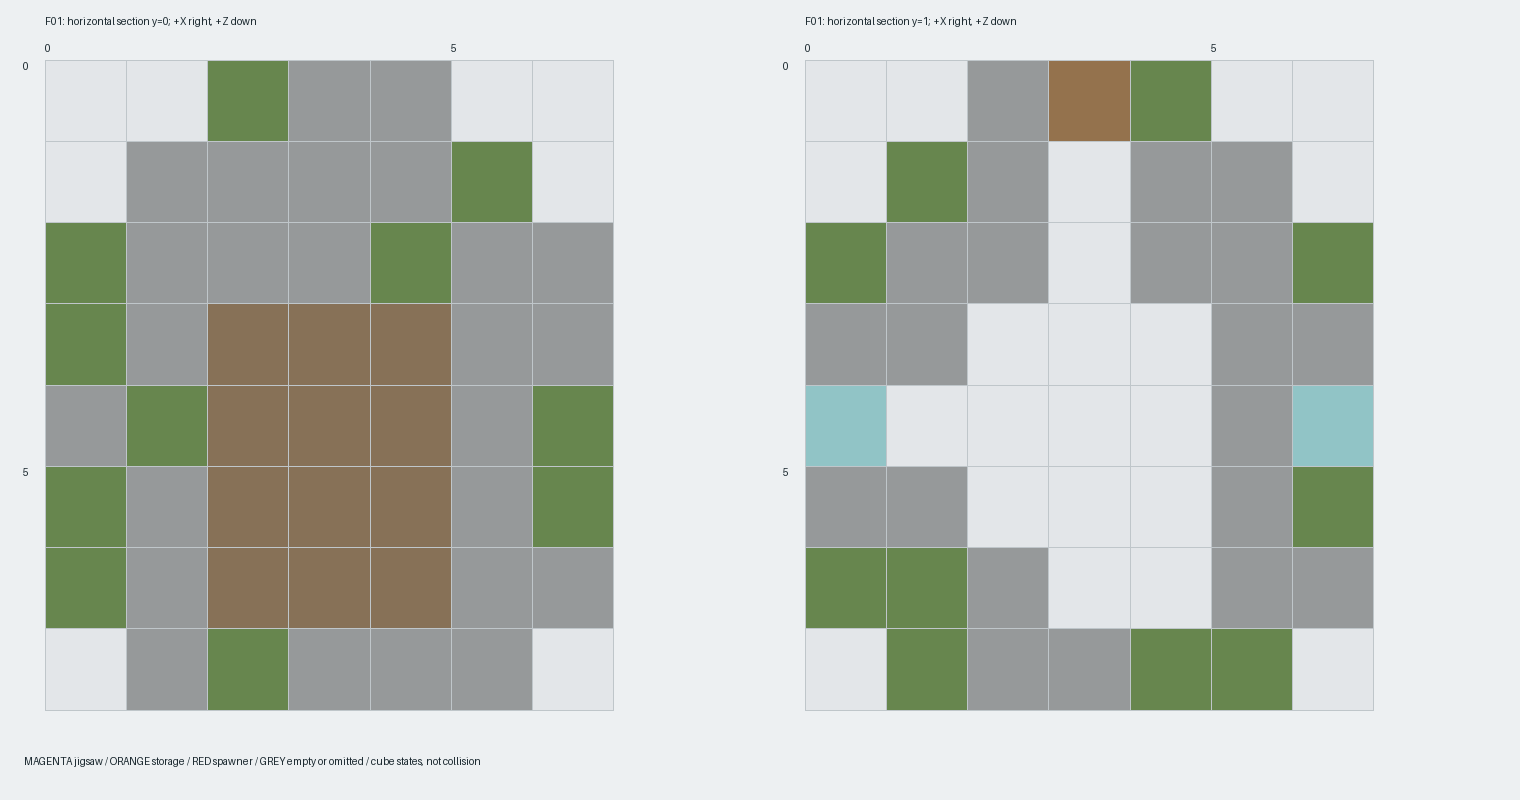 F01: horizontal section y=0; +X right, +Z down
F01: horizontal section y=1; +X right, +Z down
0 5
0 5
0
0
5
5
MAGENTA jigsaw / ORANGE storage / RED spawner / GREY empty or omitted / cube states, not collision